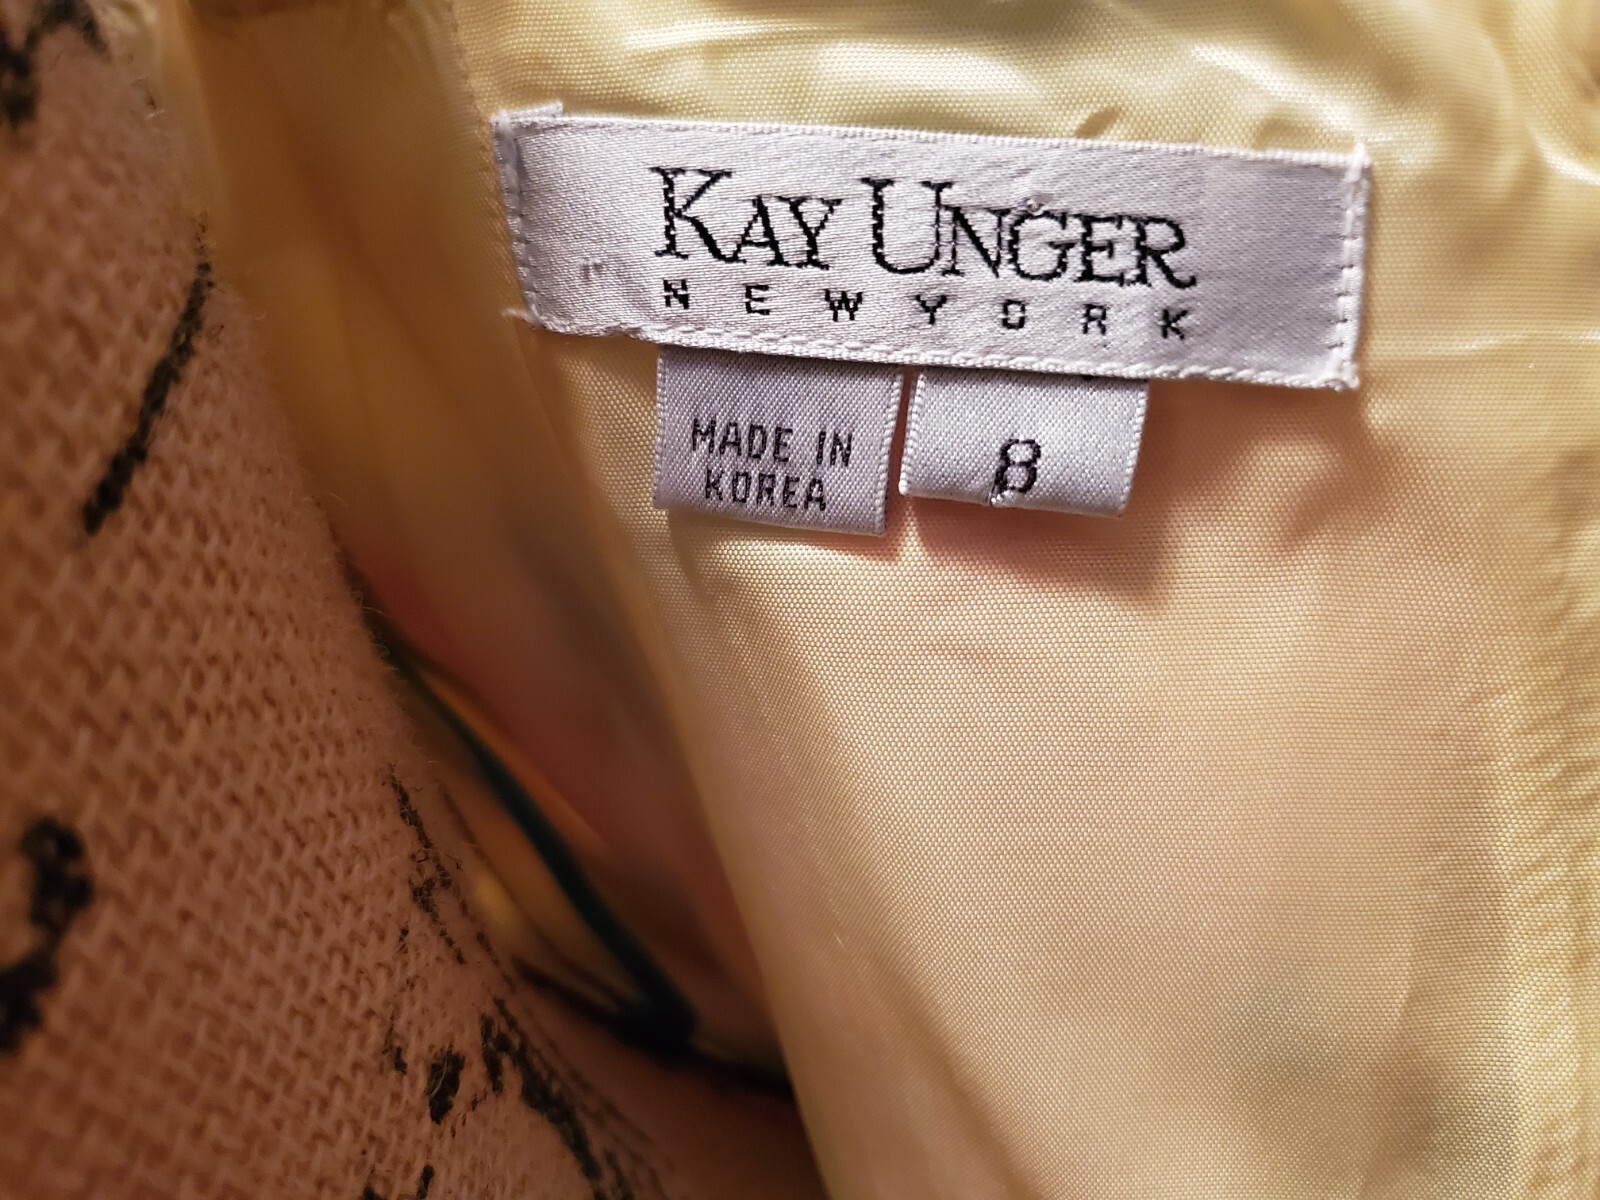 KAY UNGER
NEW YORK
MADE IN
KOREA
8